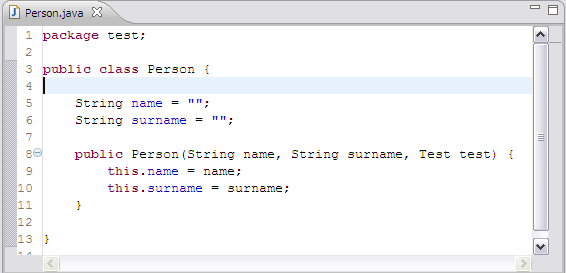 Person.java
1 package test;
2
3 public class Person {
4
5     String name = "";
6     String surname = "";
7
8     public Person(String name, String surname, Test test) {
9         this.name = name;
10         this.surname = surname;
11     }
12
13 }
14